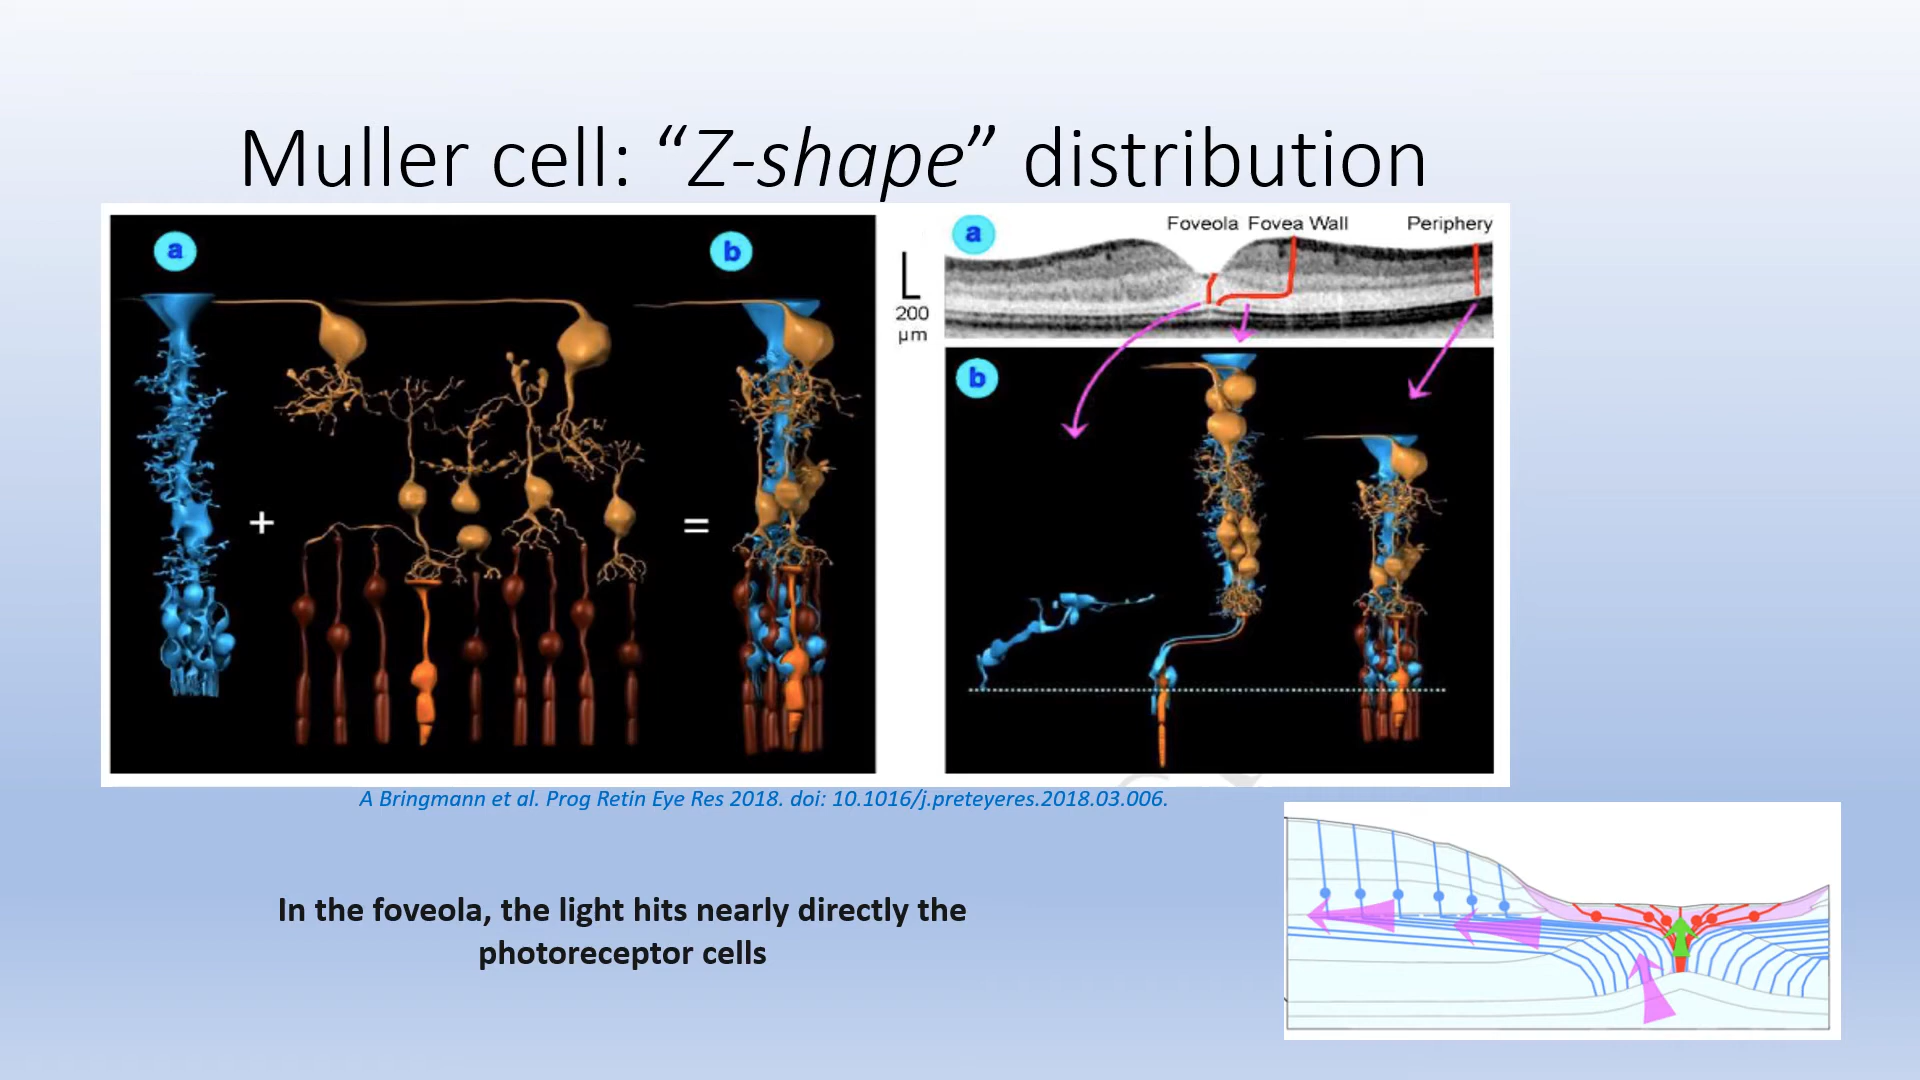 Muller cell: “Z-shape” distribution
a
b
+
=
a
Foveola Fovea Wall Periphery
200
µm
b
A Bringmann et al. Prog Retin Eye Res 2018. doi: 10.1016/j.preteyeres.2018.03.006.
In the foveola, the light hits nearly directly the
photoreceptor cells